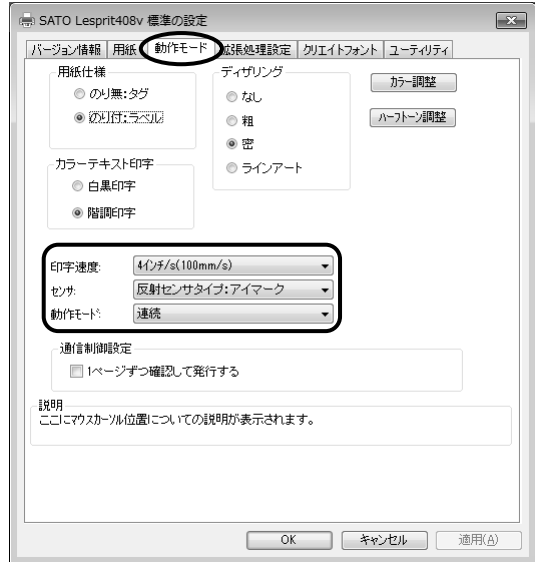 SATO Lesprit408v 標準の設定
バージョン情報 用紙 動作モード 拡張処理設定 クリエイトフォント ユーティリティ
用紙仕様
のり無:タグ
のり付:ラベル
ディザリング
なし
粗
密
ラインアート
カラー調整
ハーフトーン調整
カラーテキスト印字
白黒印字
階調印字
印字速度: 4インチ/s(100mm/s)
センサ: 反射センサタイプ:アイマーク
動作モード: 連続
通信制御設定
1ページずつ確認して発行する
説明
ここにマウスカーソル位置についての説明が表示されます。
OK キャンセル 適用(A)